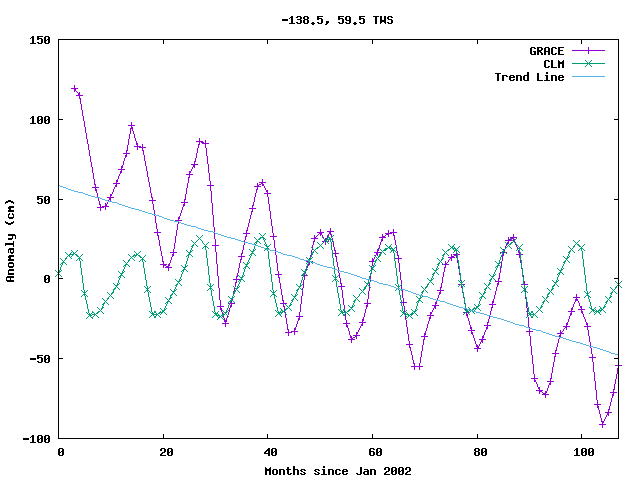 -138.5, 59.5 TWS
150
100
50
0
-50
-100
Anomaly (cm)
GRACE
CLM
Trend Line
0 20 40 60 80 100
Months since Jan 2002